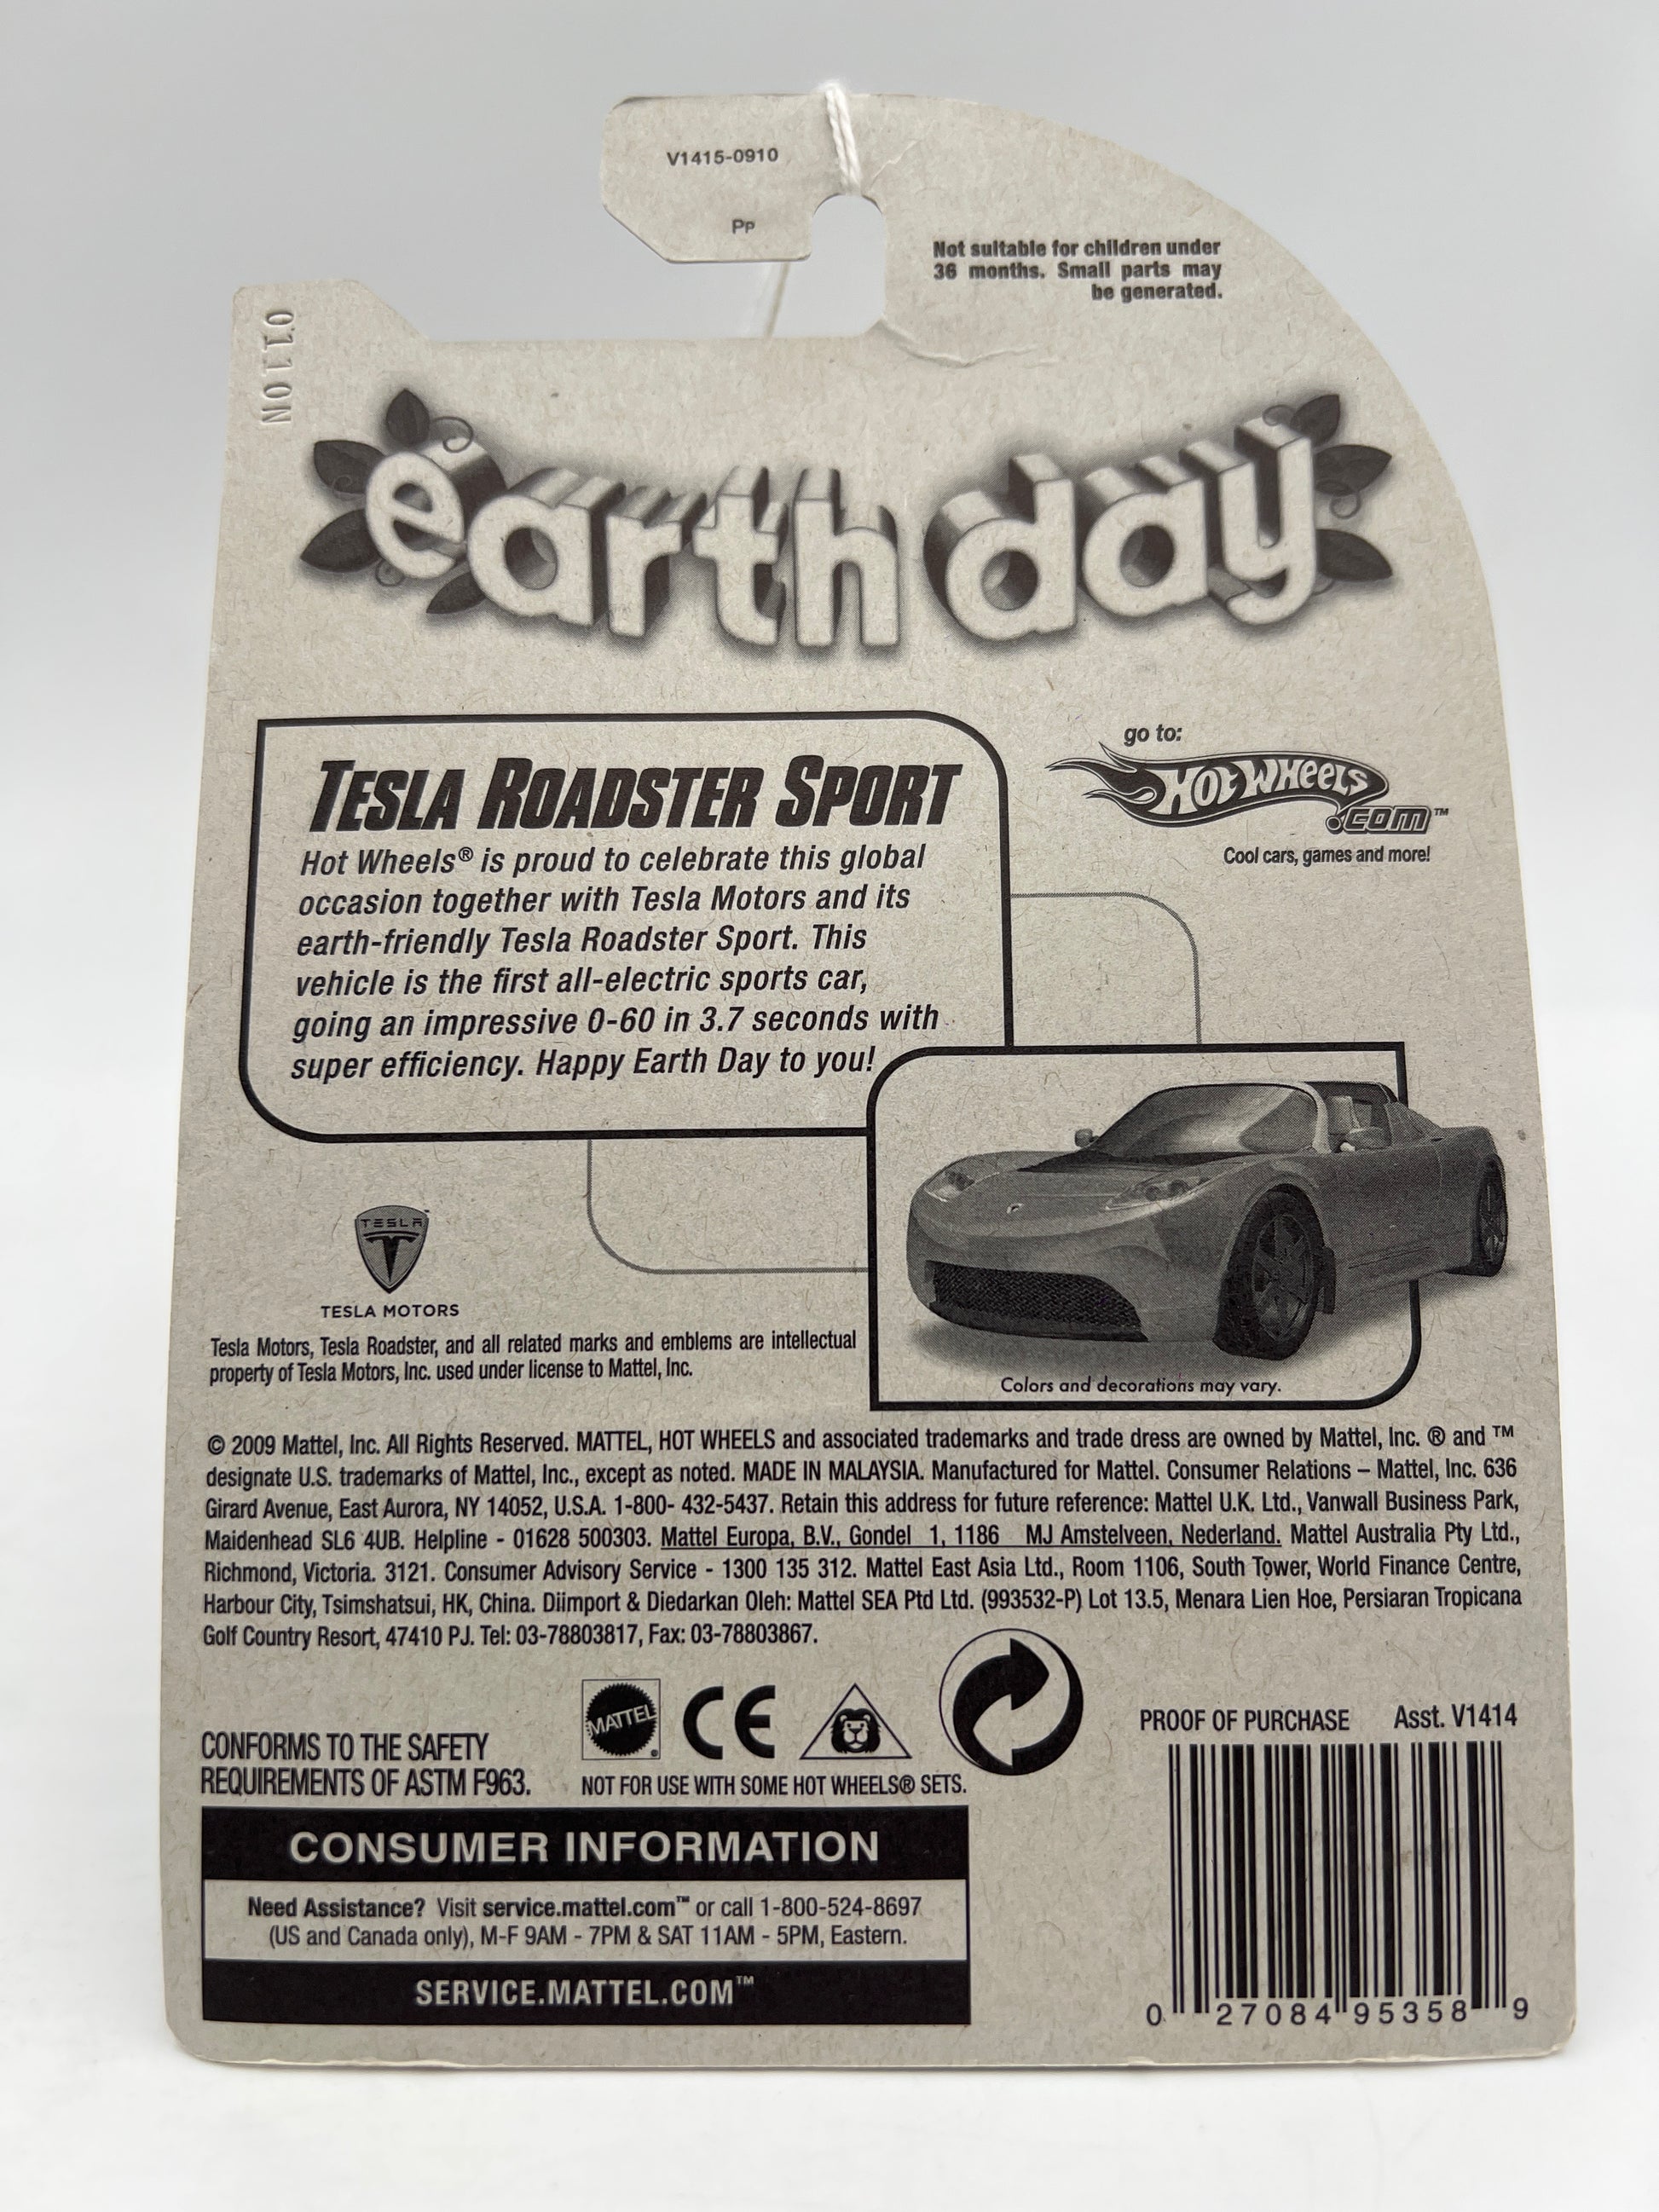 V1415-0910
Pp
Not suitable for children under
36 months. Small parts may
be generated.
0110N
earth day
TESLA ROADSTER SPORT
Hot Wheels® is proud to celebrate this global
occasion together with Tesla Motors and its
earth-friendly Tesla Roadster Sport. This
vehicle is the first all-electric sports car,
going an impressive 0-60 in 3.7 seconds with
super efficiency. Happy Earth Day to you!
go to:
HOT WHEELS
.COM™
Cool cars, games and more!
TESLA
TESLA MOTORS
Tesla Motors, Tesla Roadster, and all related marks and emblems are intellectual
property of Tesla Motors, Inc. used under license to Mattel, Inc.
Colors and decorations may vary.
© 2009 Mattel, Inc. All Rights Reserved. MATTEL, HOT WHEELS and associated trademarks and trade dress are owned by Mattel, Inc. ® and ™
designate U.S. trademarks of Mattel, Inc., except as noted. MADE IN MALAYSIA. Manufactured for Mattel. Consumer Relations – Mattel, Inc. 636
Girard Avenue, East Aurora, NY 14052, U.S.A. 1-800- 432-5437. Retain this address for future reference: Mattel U.K. Ltd., Vanwall Business Park,
Maidenhead SL6 4UB. Helpline - 01628 500303. Mattel Europa, B.V., Gondel 1, 1186 MJ Amstelveen, Nederland. Mattel Australia Pty Ltd.,
Richmond, Victoria. 3121. Consumer Advisory Service - 1300 135 312. Mattel East Asia Ltd., Room 1106, South Tower, World Finance Centre,
Harbour City, Tsimshatsui, HK, China. Diimport & Diedarkan Oleh: Mattel SEA Ptd Ltd. (993532-P) Lot 13.5, Menara Lien Hoe, Persiaran Tropicana
Golf Country Resort, 47410 PJ. Tel: 03-78803817, Fax: 03-78803867.
CONFORMS TO THE SAFETY
REQUIREMENTS OF ASTM F963.
MATTEL®
CE
NOT FOR USE WITH SOME HOT WHEELS® SETS.
PROOF OF PURCHASE Asst. V1414
CONSUMER INFORMATION
Need Assistance? Visit service.mattel.com™ or call 1-800-524-8697
(US and Canada only), M-F 9AM - 7PM & SAT 11AM - 5PM, Eastern.
SERVICE.MATTEL.COM™
0 27084 95358 9